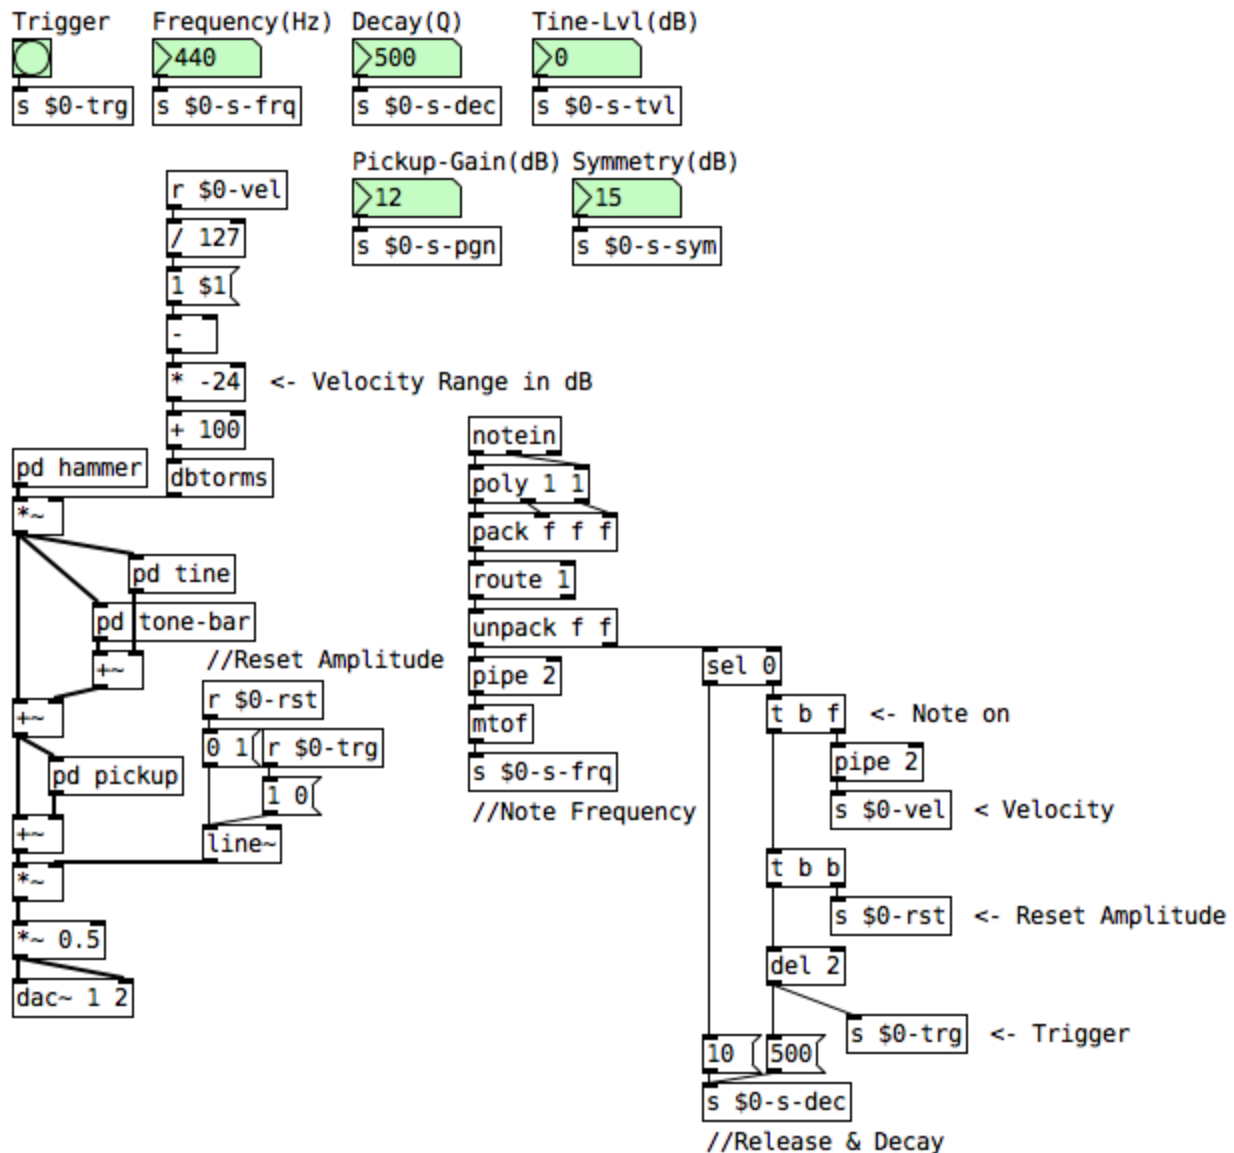 Trigger
Frequency(Hz)
Decay(Q)
Tine-Lvl(dB)
440
500
0
s $0-trg
s $0-s-frq
s $0-s-dec
s $0-s-tvl
Pickup-Gain(dB)
Symmetry(dB)
12
15
s $0-s-pgn
s $0-s-sym
r $0-vel
/ 127
1 $1
-
* -24
<- Velocity Range in dB
+ 100
dbtorms
pd hammer
*~
pd tine
pd tone-bar
+~
+~
pd pickup
+~
*~
*~ 0.5
dac~ 1 2
//Reset Amplitude
r $0-rst
0 1
r $0-trg
1 0
line~
notein
poly 1 1
pack f f f
route 1
unpack f f
pipe 2
mtof
s $0-s-frq
//Note Frequency
sel 0
t b f
<- Note on
pipe 2
s $0-vel
< Velocity
t b b
s $0-rst
<- Reset Amplitude
del 2
s $0-trg
<- Trigger
10
500
s $0-s-dec
//Release & Decay